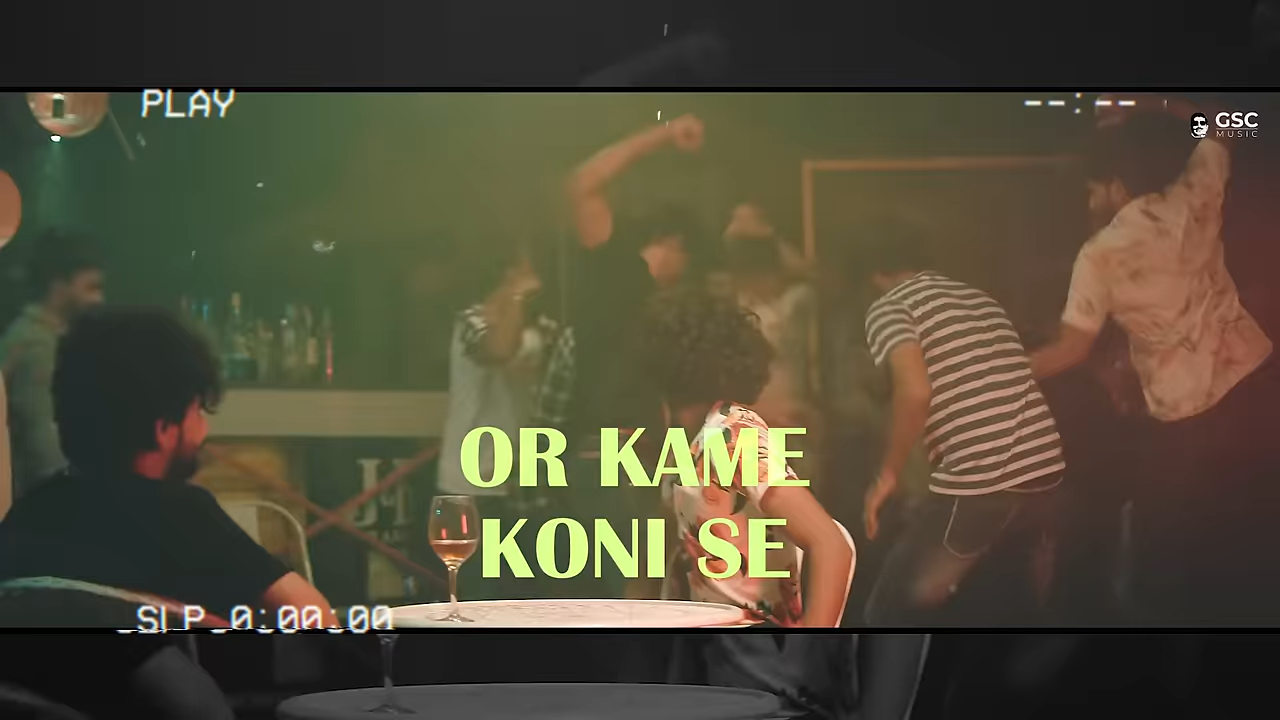 PLAY
--:--
GSC
MUSIC
OR KAME
KONI SE
SLP 0:00:00